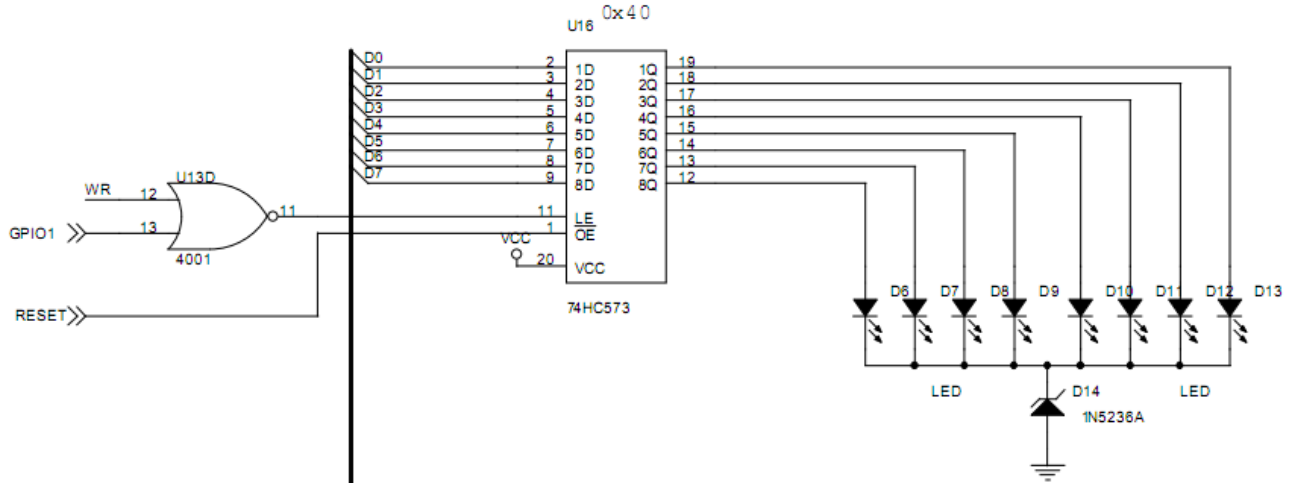 0x40
U16
D0 2 1D 1Q 19
D1 3 2D 2Q 18
D2 4 3D 3Q 17
D3 5 4D 4Q 16
D4 6 5D 5Q 15
D5 7 6D 6Q 14
D6 8 7D 7Q 13
D7 9 8D 8Q 12
U13D
WR 12
11 11 LE
GPIO1 13 1 OE
4001
VCC
20 VCC
RESET
74HC573
D6 D7 D8 D9 D10 D11 D12 D13
LED D14 LED
1N5236A